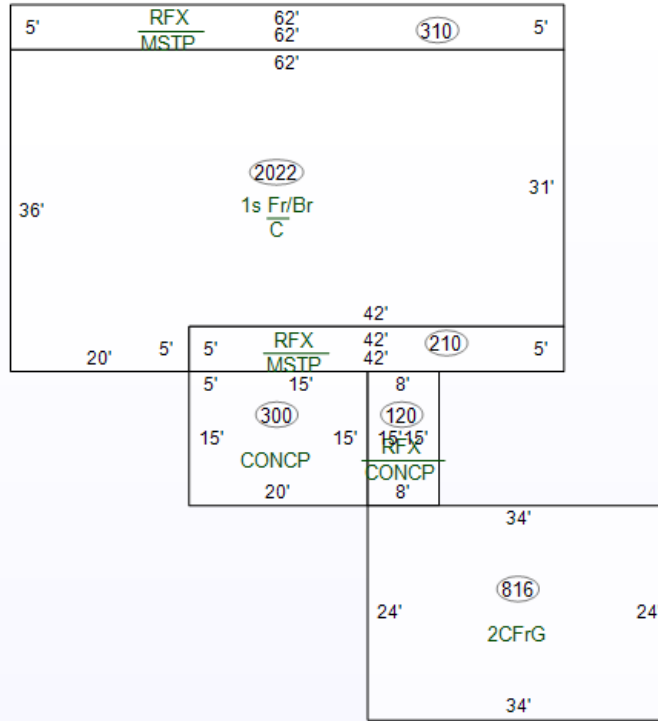 5' RFX 62' 310 5'
MSTP 62'
62'
2022
36' 1s Fr/Br 31'
C
42'
5' 5' RFX 42' 210 5'
20' MSTP 42'
5' 15' 8'
300 120
15' 15' 15' 15'
CONCP RFX
CONCP
20' 8'
34'
816
24' 24
2CFrG
34'